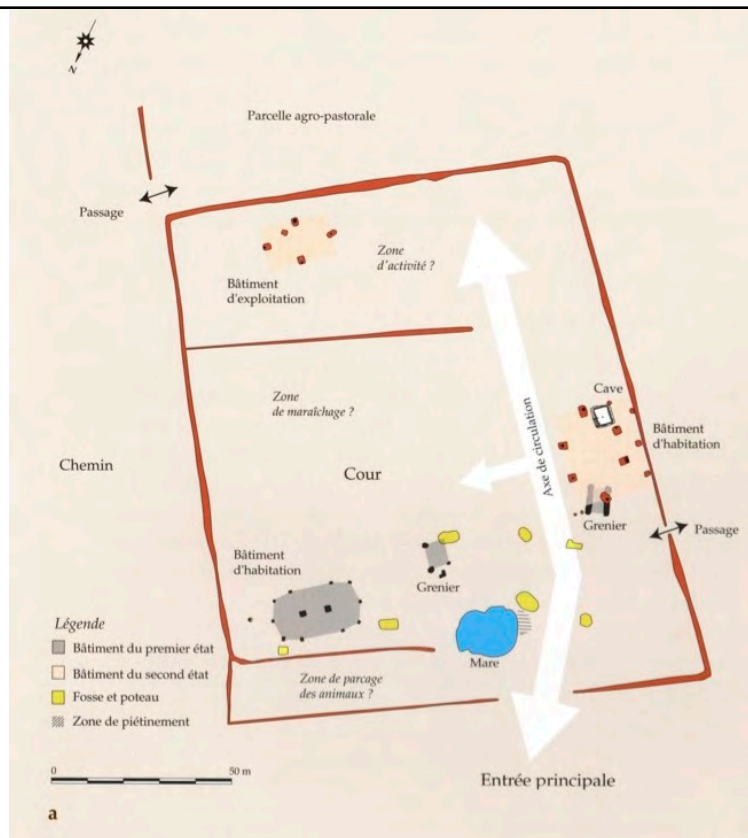 N
Parcelle agro-pastorale
Passage
Zone
d'activité ?
Bâtiment
d'exploitation
Zone
de maraîchage ?
Cave
Bâtiment
d'habitation
Axe de circulation
Chemin
Cour
Grenier
Passage
Bâtiment
d'habitation
Grenier
Légende
Bâtiment du premier état
Bâtiment du second état
Fosse et poteau
Zone de piétinement
Mare
Zone de parcage
des animaux ?
0
50 m
Entrée principale
a